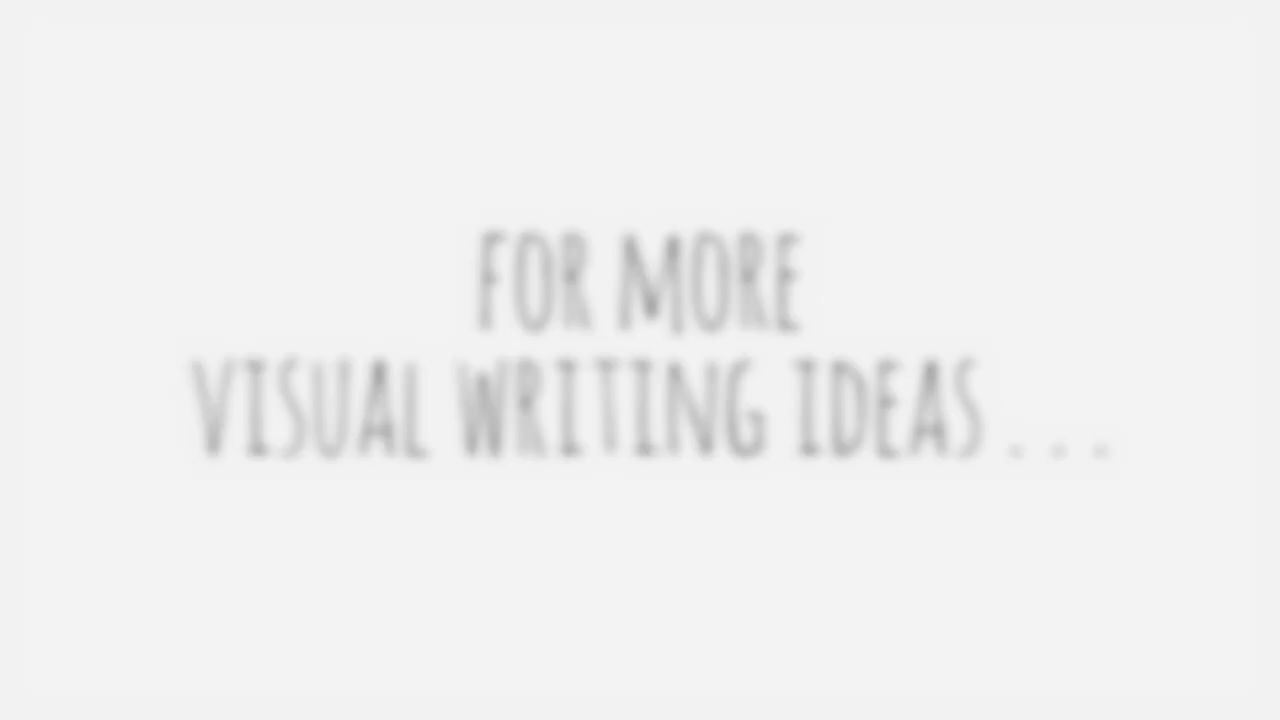 FOR MORE
VISUAL WRITING IDEAS . . .